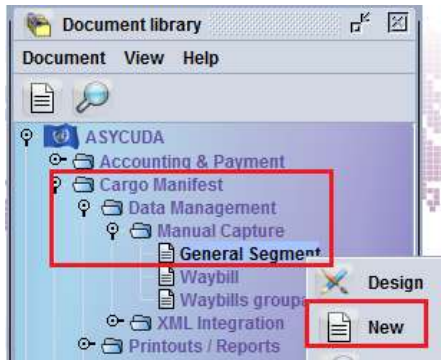 Document library
Document View Help
ASYCUDA
Accounting & Payment
Cargo Manifest
Data Management
Manual Capture
General Segment
Waybill
Design
Waybills
New
XML Integration
Printouts / Reports